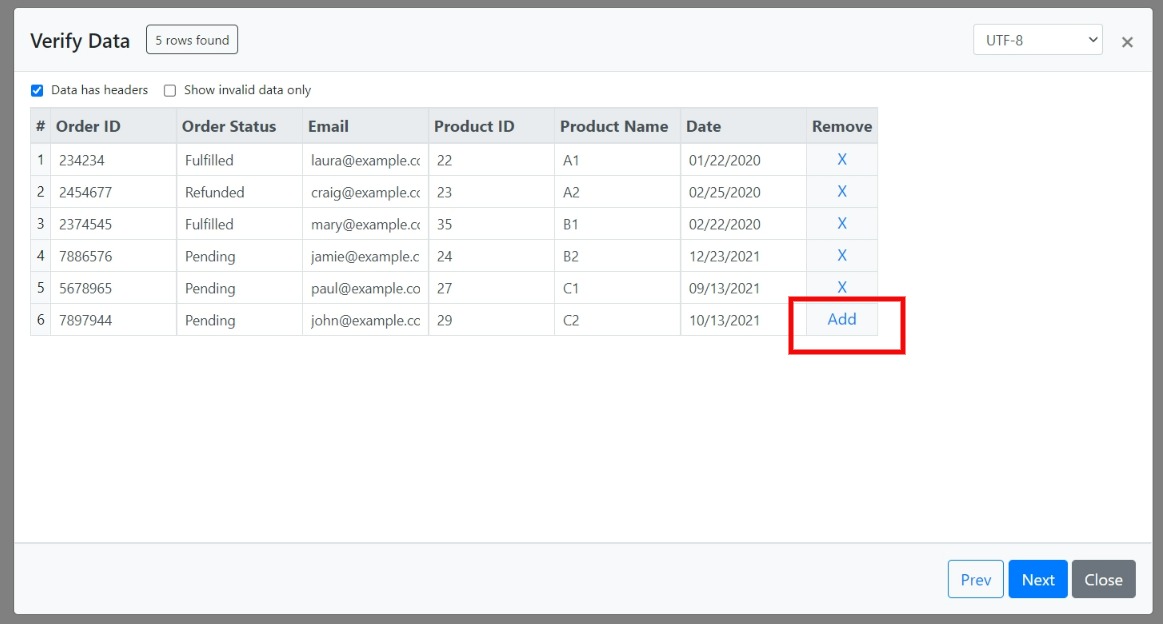 Verify Data 5 rows found UTF-8 ×
Data has headers Show invalid data only
# Order ID Order Status Email Product ID Product Name Date Remove
1 234234 Fulfilled laura@example.cc 22 A1 01/22/2020 X
2 2454677 Refunded craig@example.cc 23 A2 02/25/2020 X
3 2374545 Fulfilled mary@example.cc 35 B1 02/22/2020 X
4 7886576 Pending jamie@example.c 24 B2 12/23/2021 X
5 5678965 Pending paul@example.co 27 C1 09/13/2021 X
6 7897944 Pending john@example.cc 29 C2 10/13/2021 Add
Prev Next Close